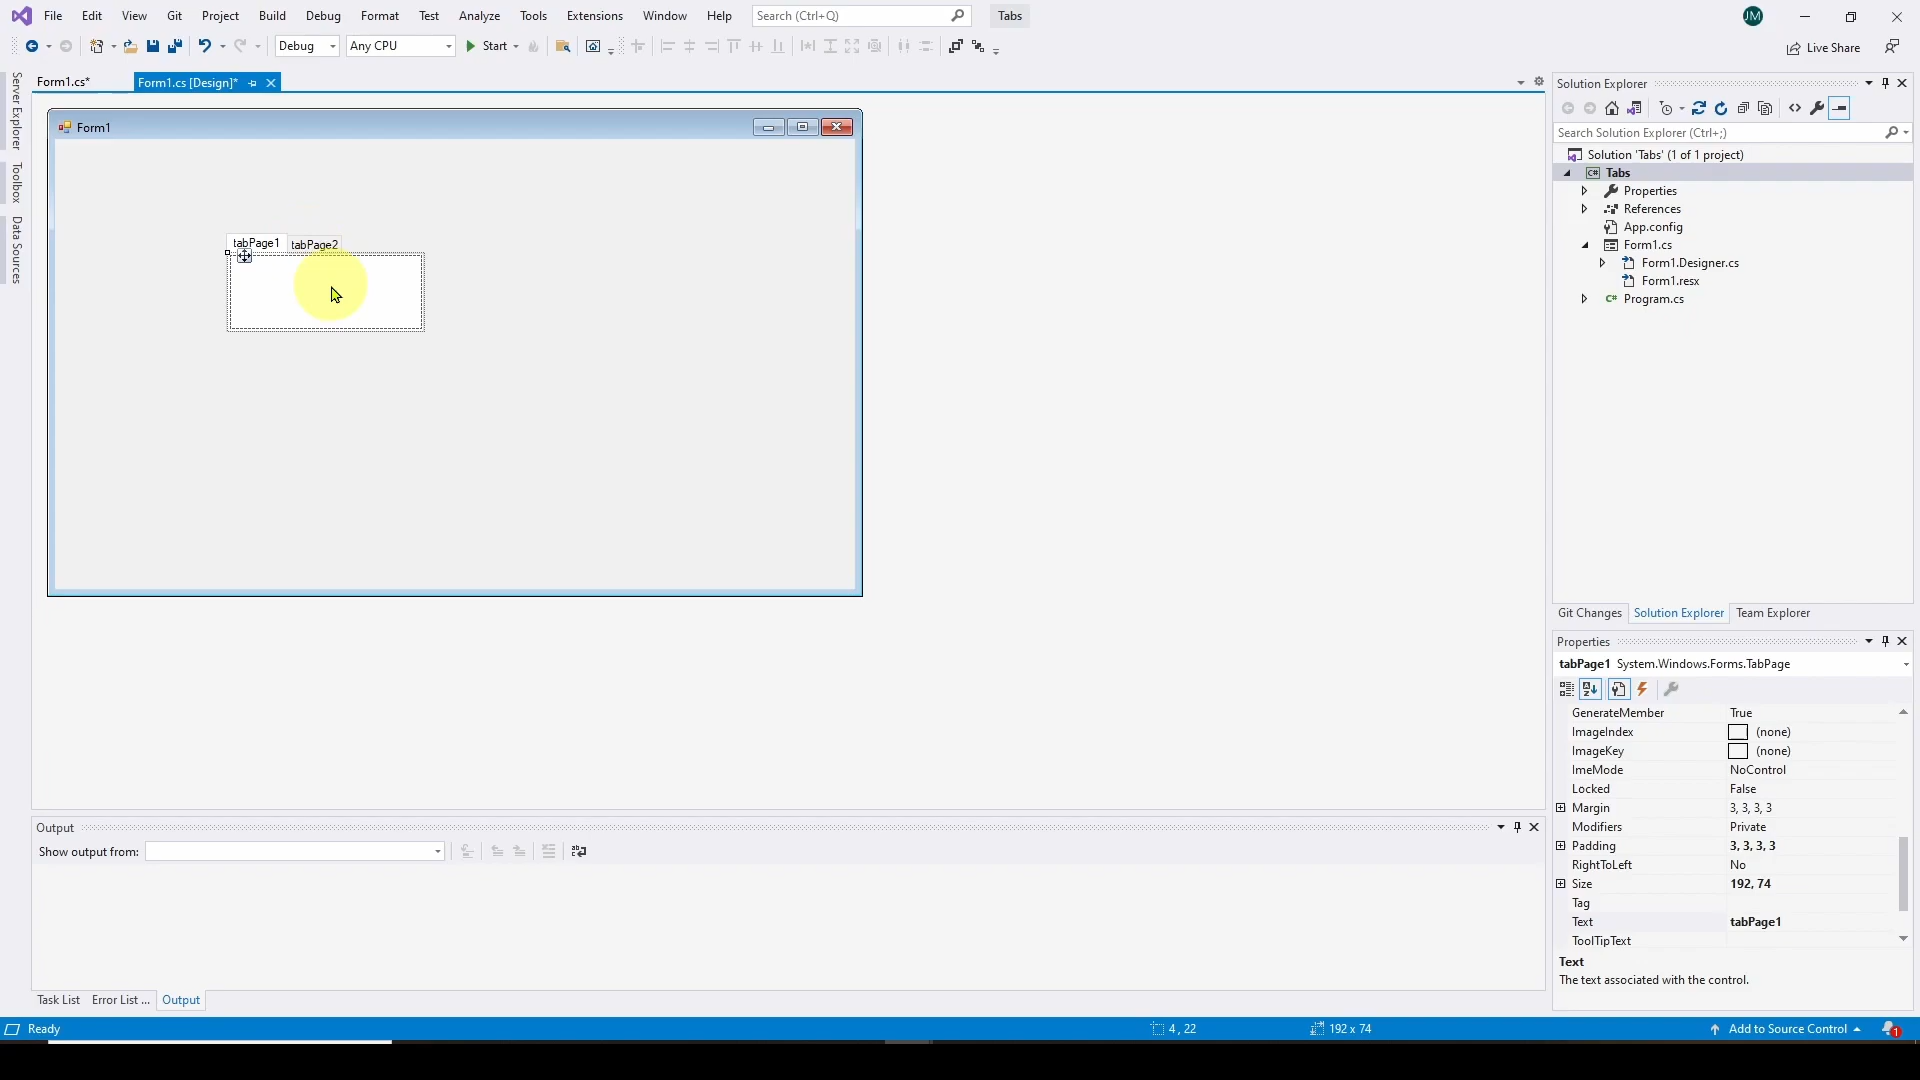 File Edit View Git Project Build Debug Format Test Analyze Tools Extensions Window Help Search (Ctrl+Q) Tabs JM
Debug Any CPU Start Live Share
Form1.cs* Form1.cs [Design]*
Server Explorer
Toolbox
Data Sources
Form1
tabPage1 tabPage2
Solution Explorer
Search Solution Explorer (Ctrl+;)
Solution 'Tabs' (1 of 1 project)
C# Tabs
Properties
References
App.config
Form1.cs
Form1.Designer.cs
Form1.resx
C# Program.cs
Git Changes Solution Explorer Team Explorer
Properties
tabPage1 System.Windows.Forms.TabPage
GenerateMember True
ImageIndex (none)
ImageKey (none)
ImeMode NoControl
Locked False
Margin 3, 3, 3, 3
Modifiers Private
Padding 3, 3, 3, 3
RightToLeft No
Size 192, 74
Tag
Text tabPage1
ToolTipText
Text
The text associated with the control.
Output
Show output from:
Task List Error List ... Output
Ready 4 , 22 192 x 74 Add to Source Control 1